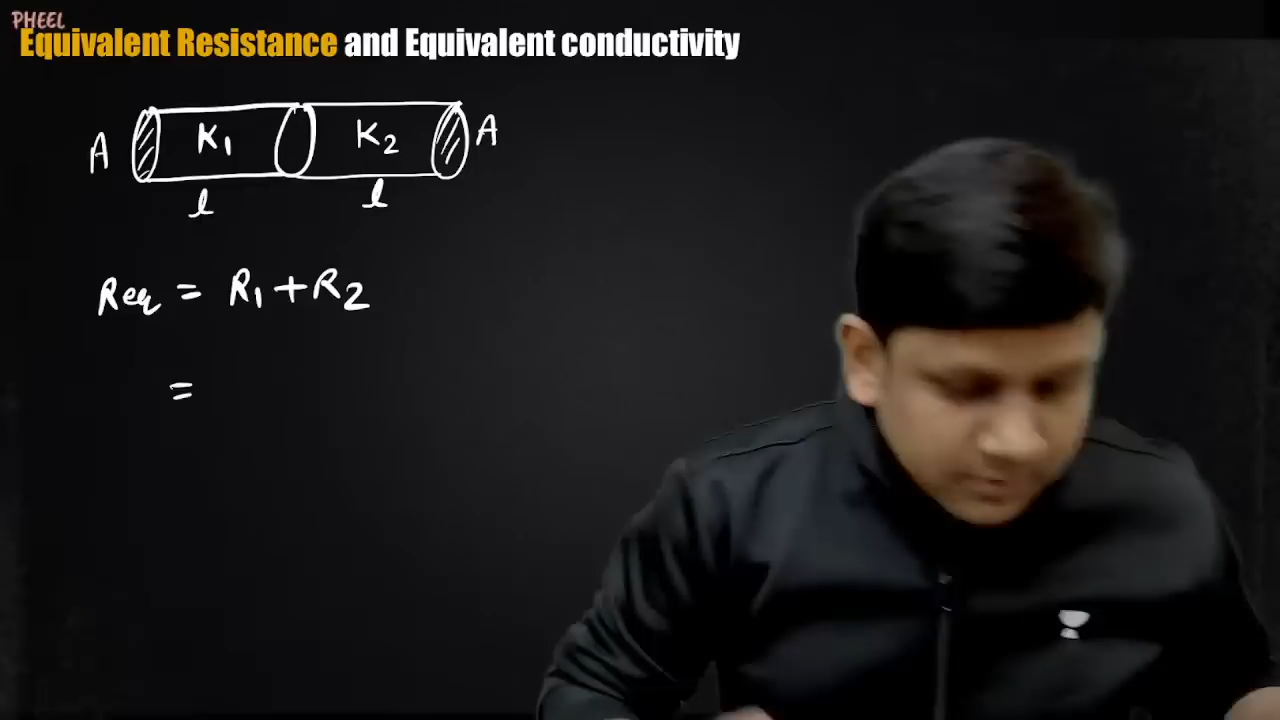 PHEEL
Equivalent Resistance and Equivalent conductivity
A K1 K2 A
l l
Req = R1 + R2
=